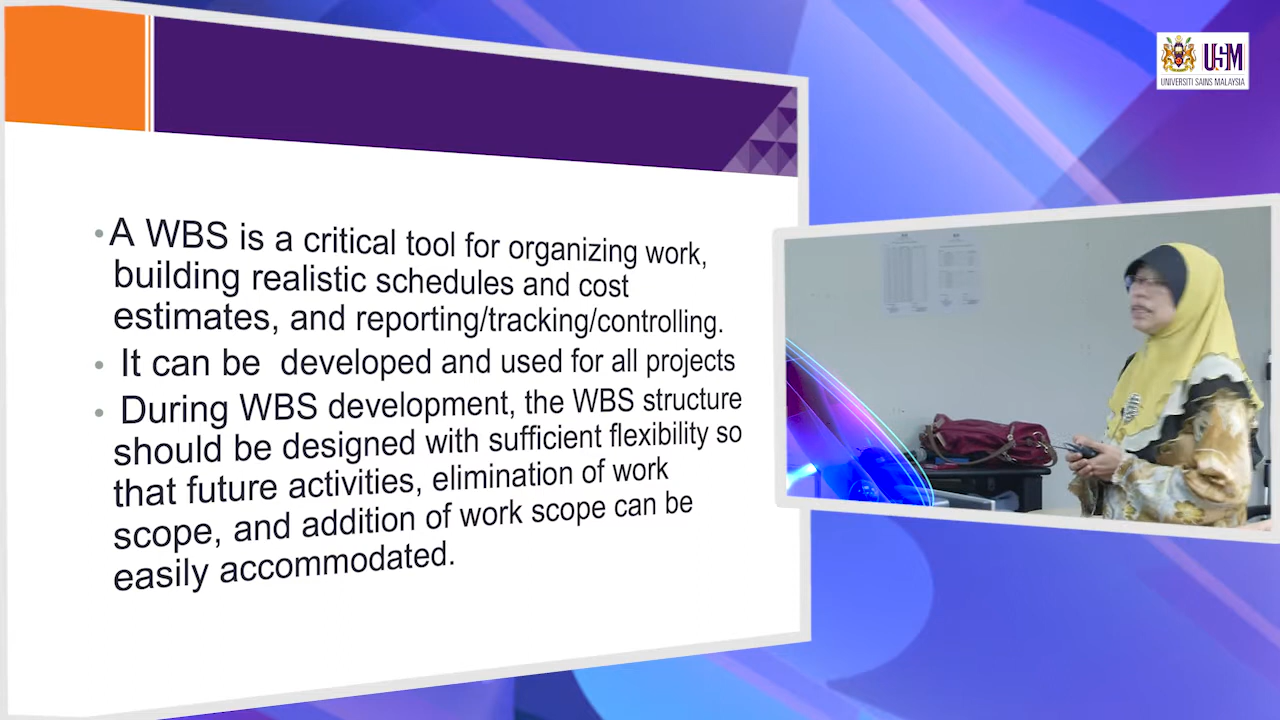 • A WBS is a critical tool for organizing work,
building realistic schedules and cost
estimates, and reporting/tracking/controlling.
• It can be developed and used for all projects
• During WBS development, the WBS structure
should be designed with sufficient flexibility so
that future activities, elimination of work
scope, and addition of work scope can be
easily accommodated.
USM
UNIVERSITI SAINS MALAYSIA